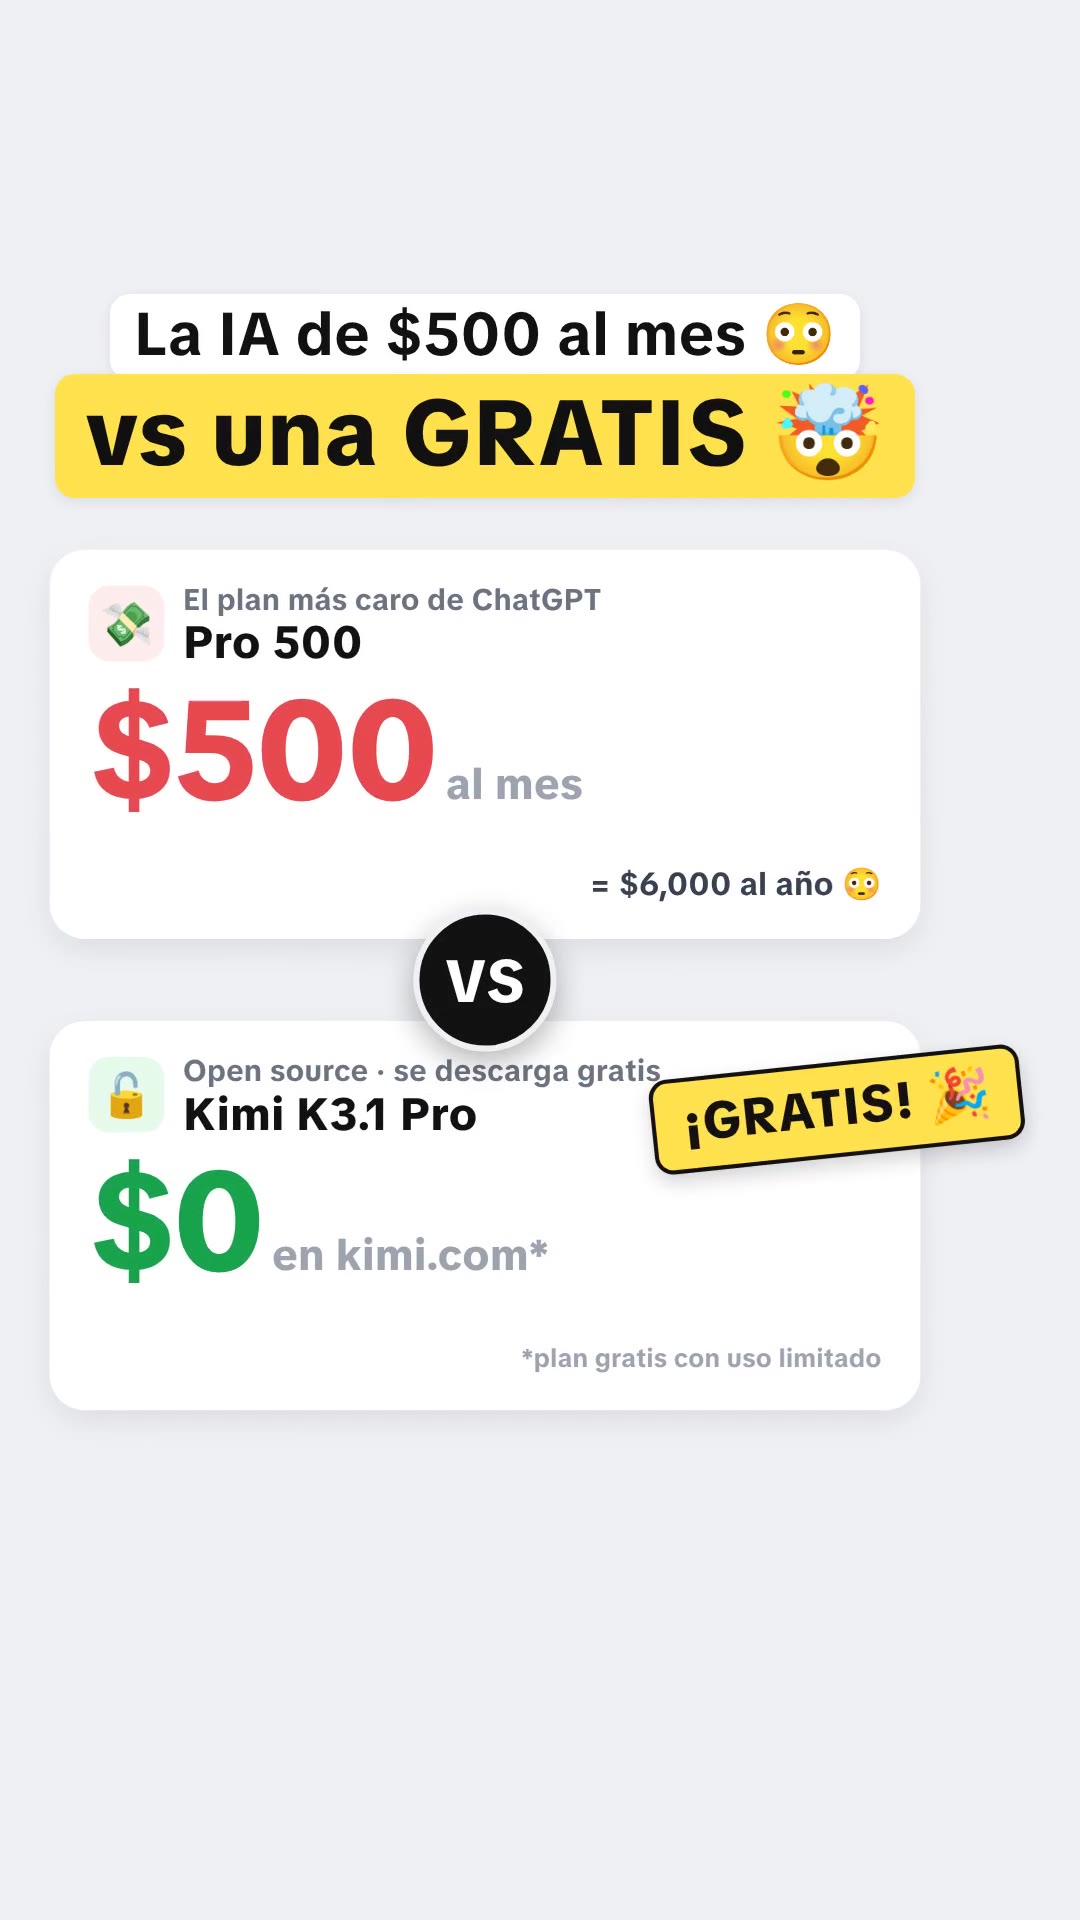 La IA de $500 al mes 😳
vs una GRATIS 🤯
El plan más caro de ChatGPT
Pro 500
$500 al mes
= $6,000 al año 😳
VS
Open source · se descarga gratis
Kimi K3.1 Pro
¡GRATIS! 🎉
$0 en kimi.com*
*plan gratis con uso limitado